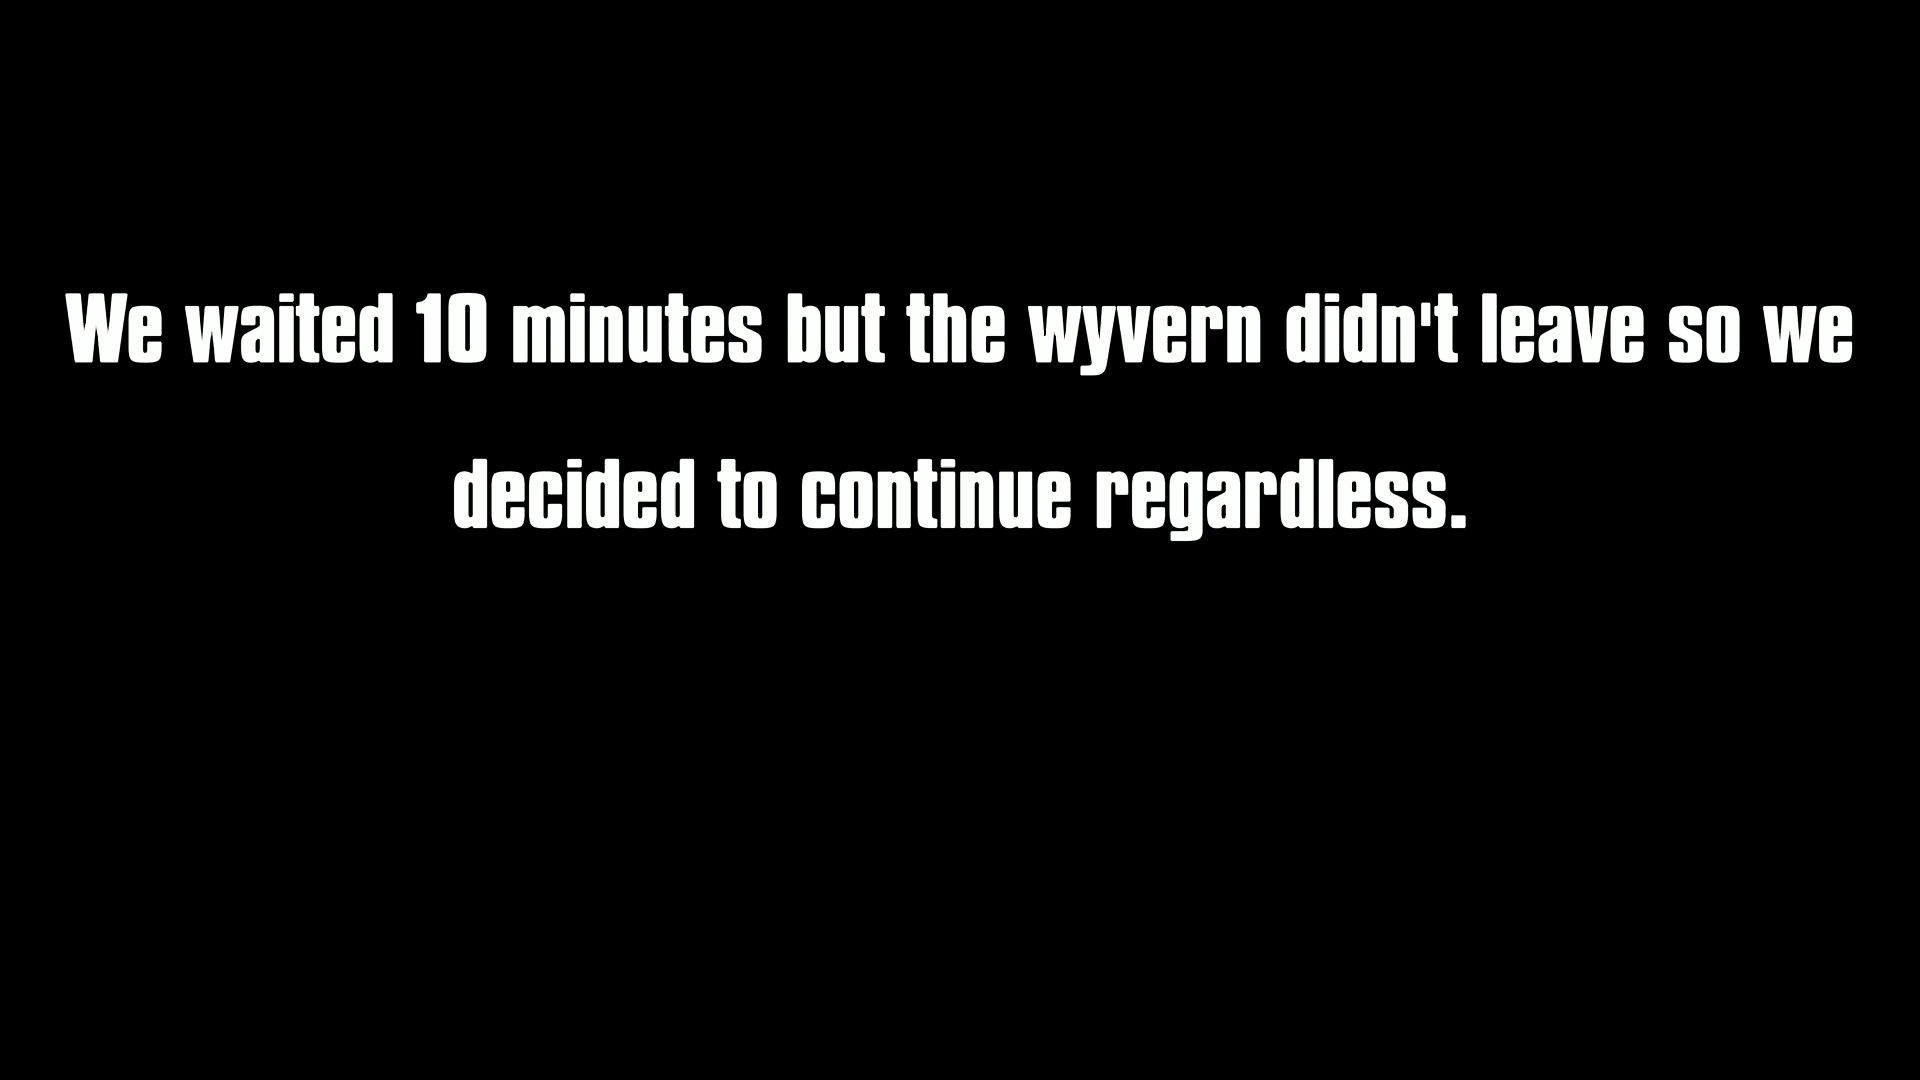 We waited 10 minutes but the wyvern didn't leave so we
decided to continue regardless.